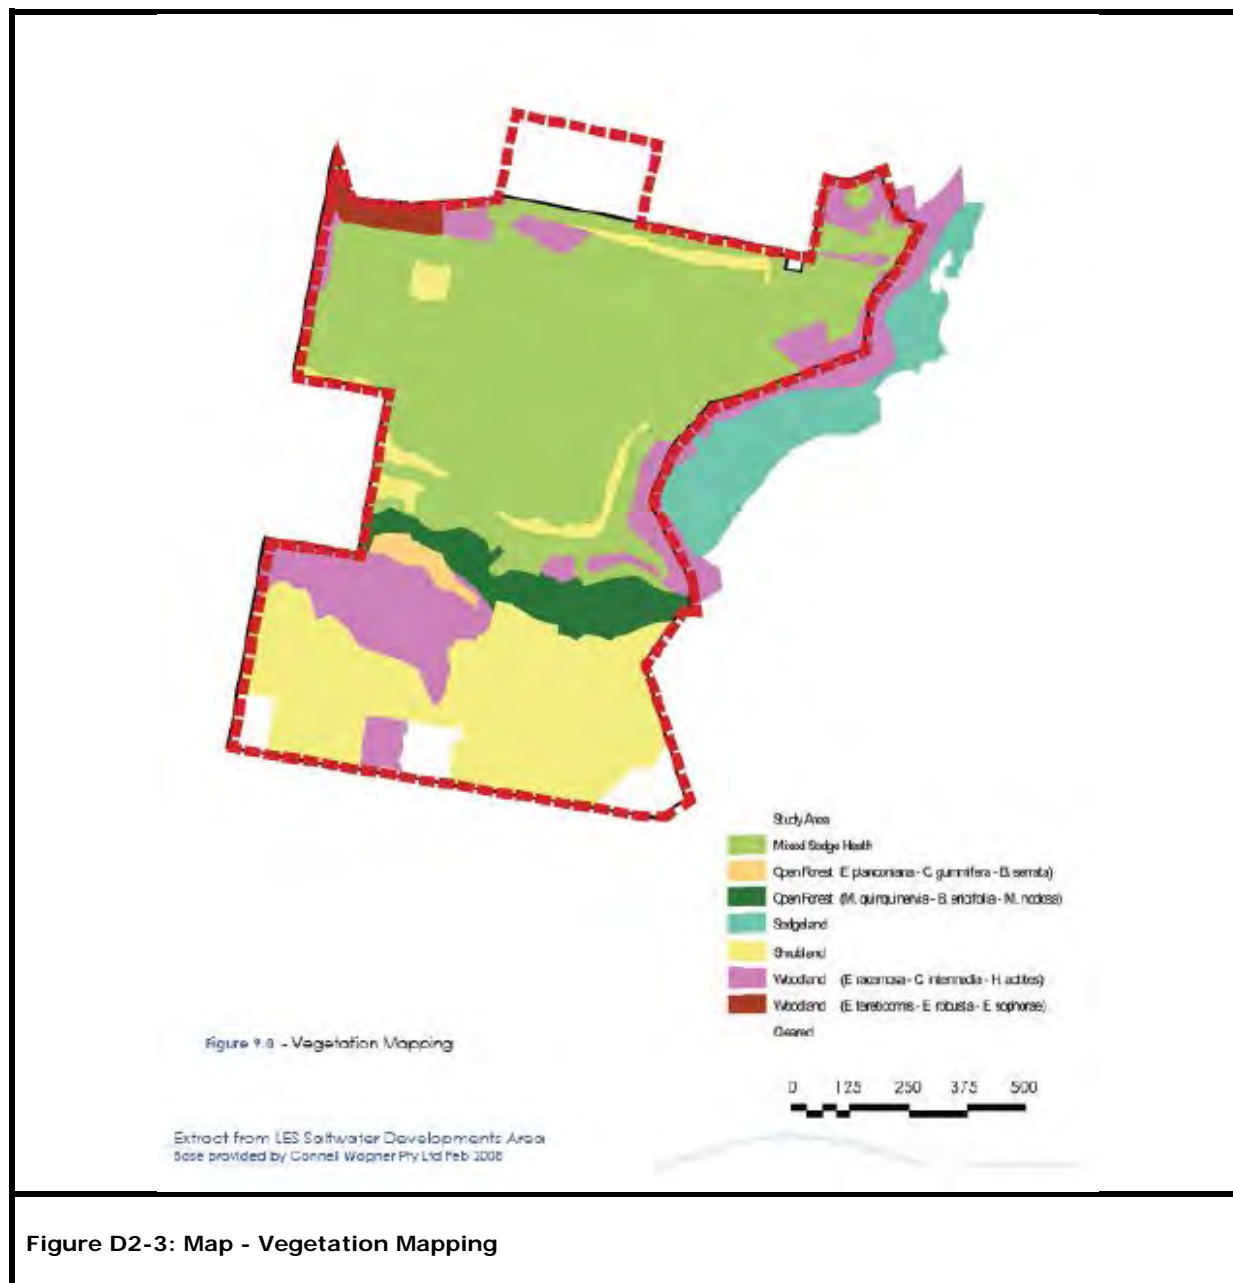 Study Area
Mixed Sedge Heath
Open Forest (E. planconiana - C. gummifera - B. serrata)
Open Forest (M. quinquinervia - B. ericifolia - M. nodosa)
Sedgeland
Shrubland
Woodland (E racemosa - C. intermedia - H. actites)
Woodland (E tereticornis - E robusta - E. sophorae)
Cleared
Figure 9.8 - Vegetation Mapping
0 125 250 375 500
Extract from LES Saltwater Developments Area
Base provided by Connell Wagner Pty Ltd Feb 2008
Figure D2-3: Map - Vegetation Mapping